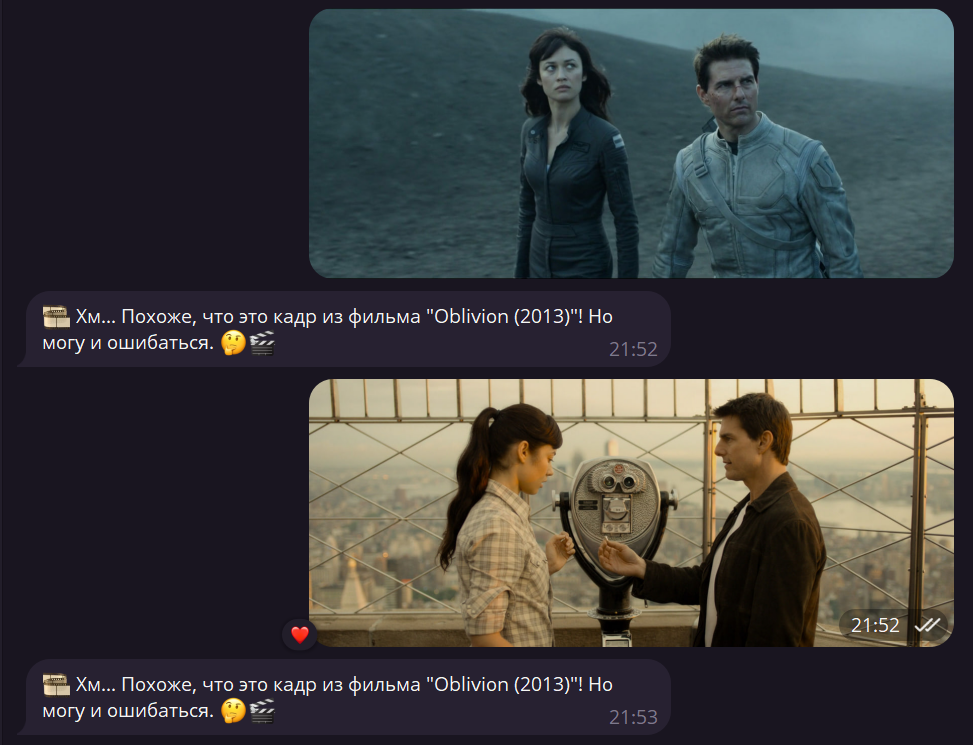 Хм... Похоже, что это кадр из фильма "Oblivion (2013)"! Но
могу и ошибаться. 🤔🎬
21:52
21:52
Хм... Похоже, что это кадр из фильма "Oblivion (2013)"! Но
могу и ошибаться. 🤔🎬
21:53